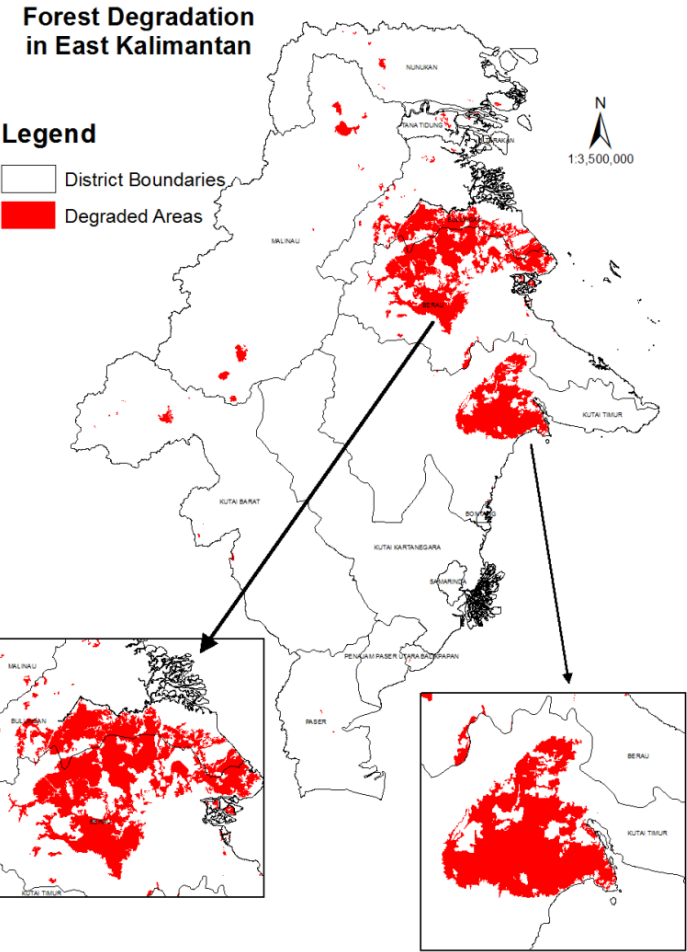 Forest Degradation
in East Kalimantan
Legend
District Boundaries
Degraded Areas
N
1:3,500,000
NUNUKAN
TANA TIDUNG
MALINAU
BERAU
KUTAI TIMUR
KUTAI BARAT
BONTANG
KUTAI KARTANEGARA
SAMARINDA
PENAJAM PASER UTARA BALIKPAPAN
PASER
MALINAU
BULUNGAN
KUTAI TIMUR
BERAU
KUTAI TIMUR